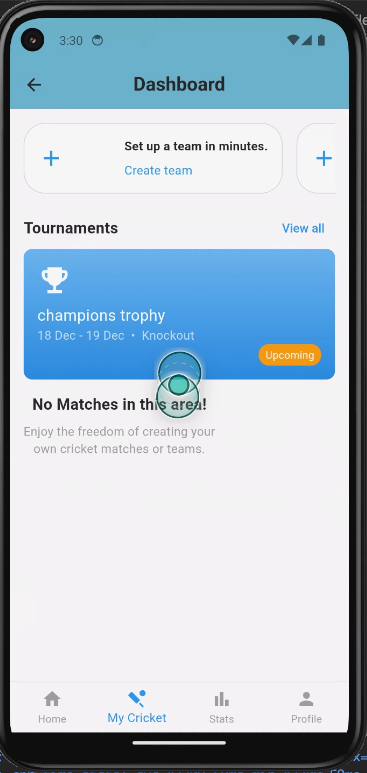 3:30
Dashboard
Set up a team in minutes.
Create team
Tournaments
View all
champions trophy
18 Dec - 19 Dec • Knockout
Upcoming
No Matches in this area!
Enjoy the freedom of creating your
own cricket matches or teams.
Home
My Cricket
Stats
Profile